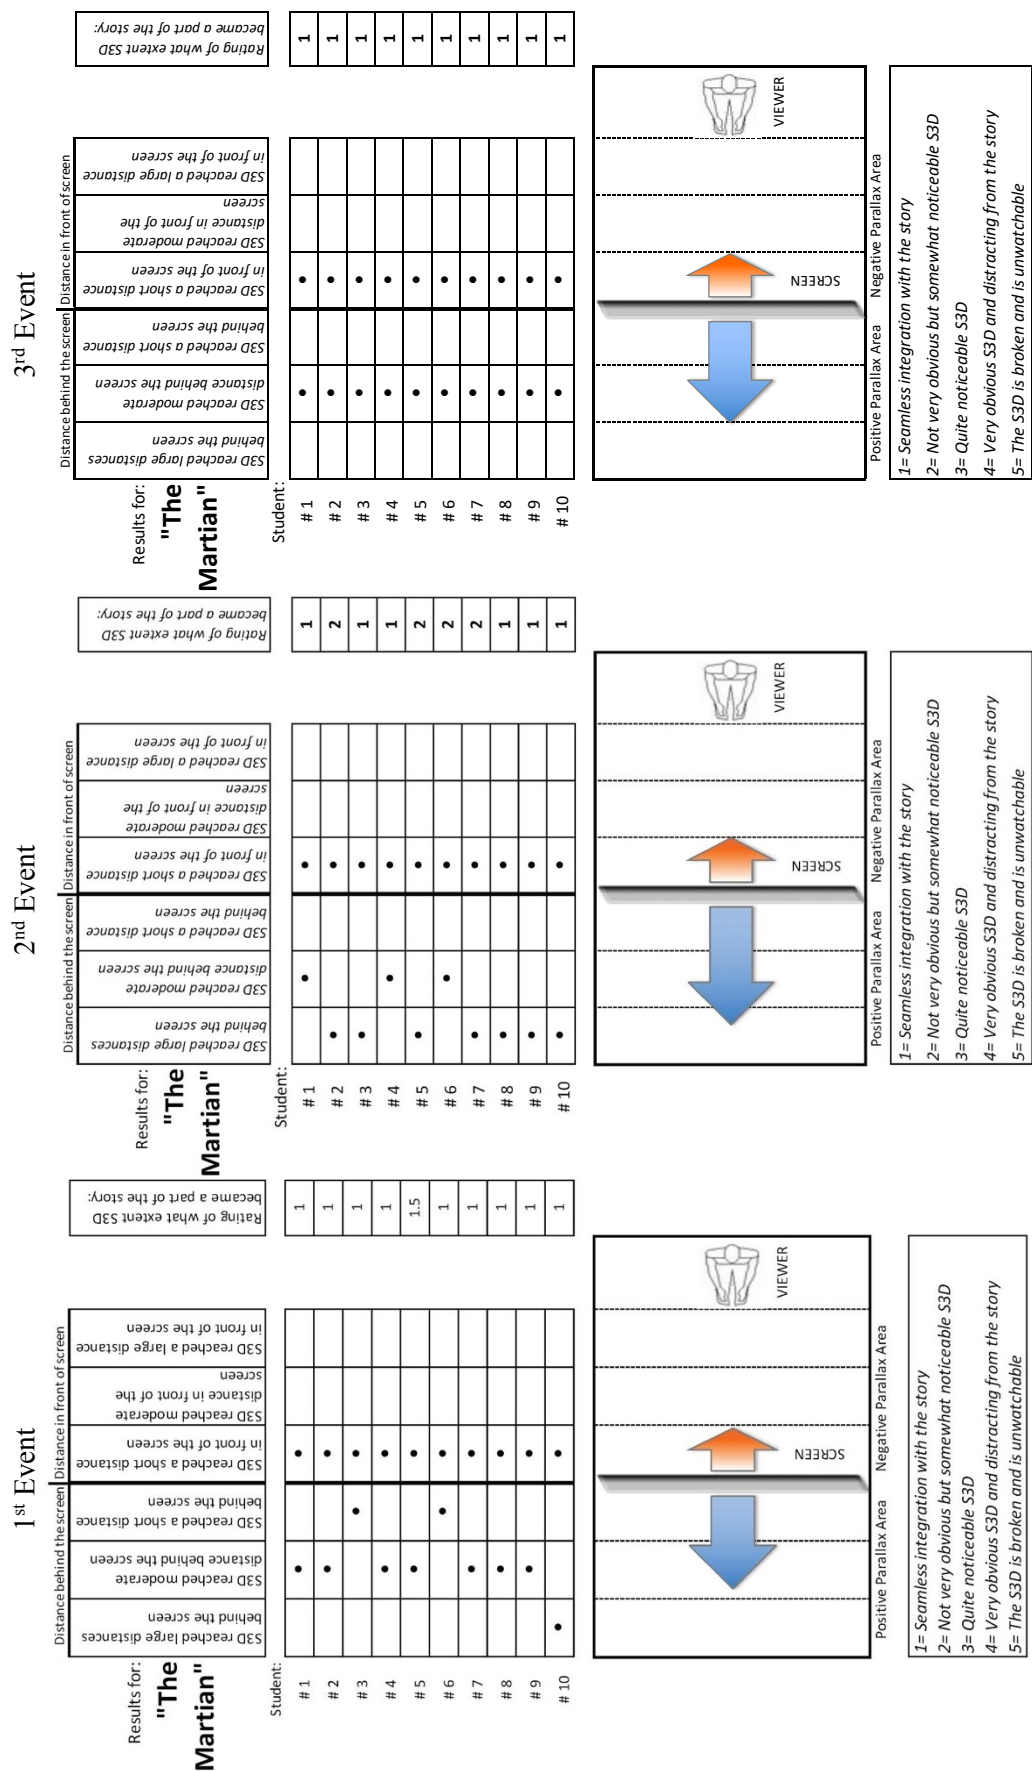 1st Event
Results for:
"The
Martian"
Distance behind the screen
Distance in front of screen
S3D reached large distances
behind the screen
S3D reached moderate
distance behind the screen
S3D reached a short distance
behind the screen
S3D reached a short distance
in front of the screen
S3D reached moderate
distance in front of the
screen
S3D reached a large distance
in front of the screen
Rating of what extent S3D
became a part of the story:
Student:
# 1 • • 1
# 2 • • 1
# 3 • • 1
# 4 • • 1
# 5 • • 1.5
# 6 • • 1
# 7 • • 1
# 8 • • 1
# 9 • • 1
# 10 • • 1
SCREEN
VIEWER
Positive Parallax Area
Negative Parallax Area
1= Seamless integration with the story
2= Not very obvious but somewhat noticeable S3D
3= Quite noticeable S3D
4= Very obvious S3D and distracting from the story
5= The S3D is broken and is unwatchable
2nd Event
Results for:
"The
Martian"
Distance behind the screen
Distance in front of screen
S3D reached large distances
behind the screen
S3D reached moderate
distance behind the screen
S3D reached a short distance
behind the screen
S3D reached a short distance
in front of the screen
S3D reached moderate
distance in front of the
screen
S3D reached a large distance
in front of the screen
Rating of what extent S3D
became a part of the story:
Student:
# 1 • • 1
# 2 • • 2
# 3 • • 1
# 4 • • 1
# 5 • • 2
# 6 • • 2
# 7 • • 2
# 8 • • 1
# 9 • • 1
# 10 • • 1
SCREEN
VIEWER
Positive Parallax Area
Negative Parallax Area
1= Seamless integration with the story
2= Not very obvious but somewhat noticeable S3D
3= Quite noticeable S3D
4= Very obvious S3D and distracting from the story
5= The S3D is broken and is unwatchable
3rd Event
Results for:
"The
Martian"
Distance behind the screen
Distance in front of screen
S3D reached large distances
behind the screen
S3D reached moderate
distance behind the screen
S3D reached a short distance
behind the screen
S3D reached a short distance
in front of the screen
S3D reached moderate
distance in front of the
screen
S3D reached a large distance
in front of the screen
Rating of what extent S3D
became a part of the story:
Student:
# 1 • • 1
# 2 • • 1
# 3 • • 1
# 4 • • 1
# 5 • • 1
# 6 • • 1
# 7 • • 1
# 8 • • 1
# 9 • • 1
# 10 • • 1
SCREEN
VIEWER
Positive Parallax Area
Negative Parallax Area
1= Seamless integration with the story
2= Not very obvious but somewhat noticeable S3D
3= Quite noticeable S3D
4= Very obvious S3D and distracting from the story
5= The S3D is broken and is unwatchable